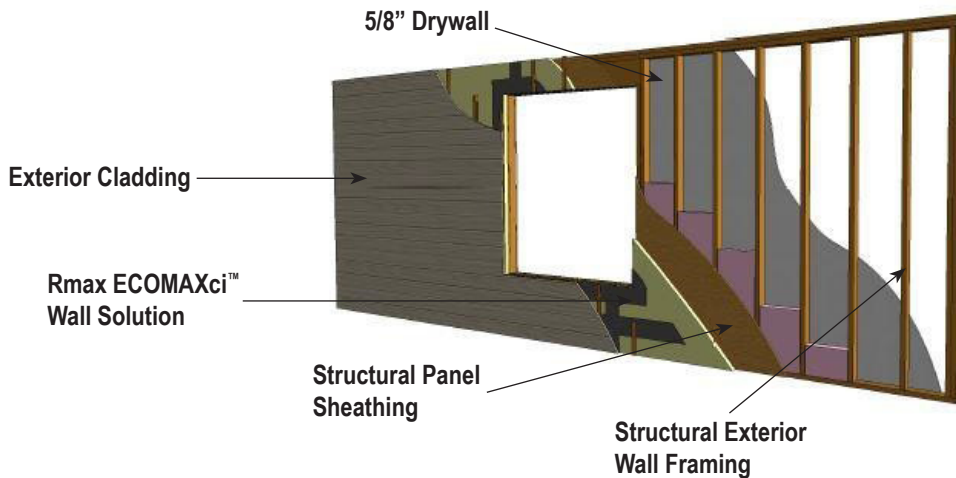 5/8” Drywall
Exterior Cladding
Rmax ECOMAXci™
Wall Solution
Structural Panel
Sheathing
Structural Exterior
Wall Framing